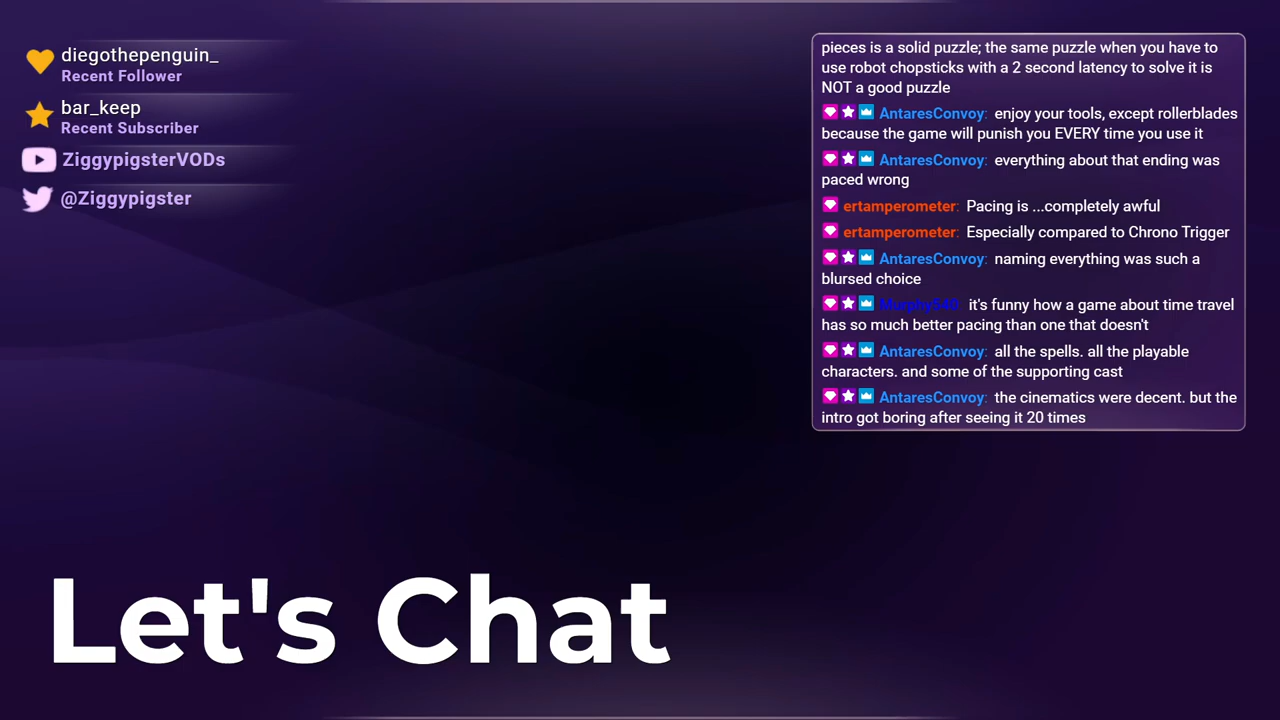 diegothepenguin_
Recent Follower
bar_keep
Recent Subscriber
ZiggypigsterVODs
@Ziggypigster
pieces is a solid puzzle; the same puzzle when you have to
use robot chopsticks with a 2 second latency to solve it is
NOT a good puzzle
AntaresConvoy: enjoy your tools, except rollerblades
because the game will punish you EVERY time you use it
AntaresConvoy: everything about that ending was
paced wrong
ertamperometer: Pacing is ...completely awful
ertamperometer: Especially compared to Chrono Trigger
AntaresConvoy: naming everything was such a
blursed choice
it's funny how a game about time travel
has so much better pacing than one that doesn't
AntaresConvoy: all the spells. all the playable
characters. and some of the supporting cast
AntaresConvoy: the cinematics were decent. but the
intro got boring after seeing it 20 times
Let's Chat